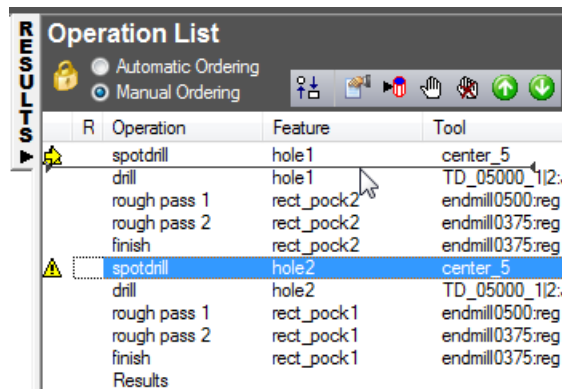 RESULTS
Operation List
Automatic Ordering
Manual Ordering
R Operation Feature Tool
spotdrill hole1 center_5
drill hole1 TD_05000_1|2:
rough pass 1 rect_pock2 endmill0500:reg
rough pass 2 rect_pock2 endmill0375:reg
finish rect_pock2 endmill0375:reg
spotdrill hole2 center_5
drill hole2 TD_05000_1|2:
rough pass 1 rect_pock1 endmill0500:reg
rough pass 2 rect_pock1 endmill0375:reg
finish rect_pock1 endmill0375:reg
Results